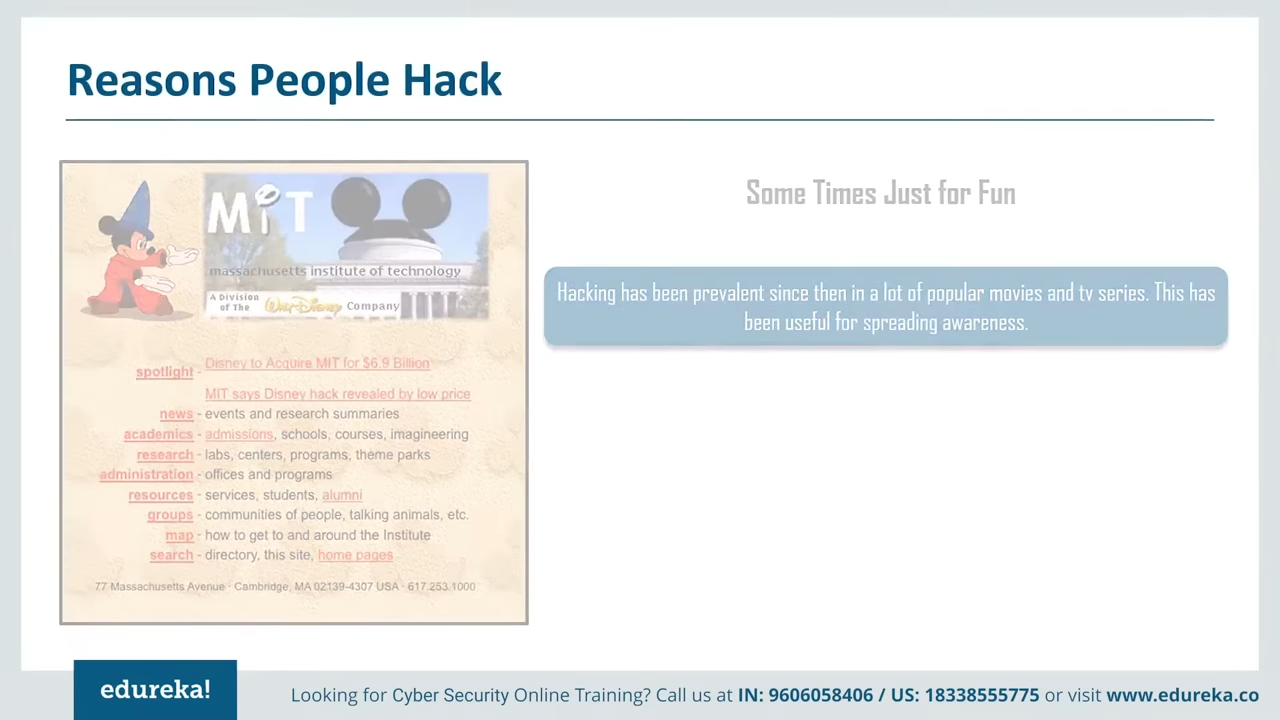 Reasons People Hack
MiT
massachusetts institute of technology
A Division
of The Walt Disney Company
spotlight - Disney to Acquire MIT for $6.9 Billion
MIT says Disney hack revealed by low price
news - events and research summaries
academics - admissions, schools, courses, imagineering
research - labs, centers, programs, theme parks
administration - offices and programs
resources - services, students, alumni
groups - communities of people, talking animals, etc.
map - how to get to and around the Institute
search - directory, this site, home pages
77 Massachusetts Avenue · Cambridge, MA 02139-4307 USA · 617.253.1000
Some Times Just for Fun
Hacking has been prevalent since then in a lot of popular movies and tv series. This has
been useful for spreading awareness.
edureka!
Looking for Cyber Security Online Training? Call us at IN: 9606058406 / US: 18338555775 or visit www.edureka.co